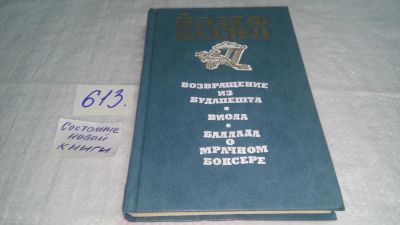 613.
Состояние
новой
книги
ЙОЗЕФ
КАДЛЕЦ
ВОЗВРАЩЕНИЕ
ИЗ
БУДАПЕШТА
ВИОЛА
БАЛЛАДА
О
МРАЧНОМ
БОКСЕРЕ